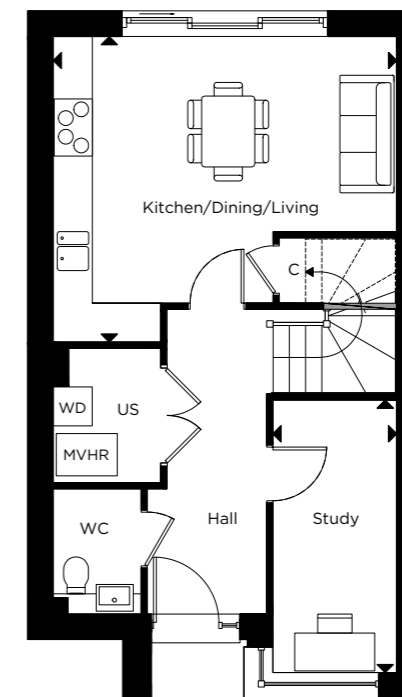 Kitchen/Dining/Living
C
WD
US
MVHR
WC
Hall
Study